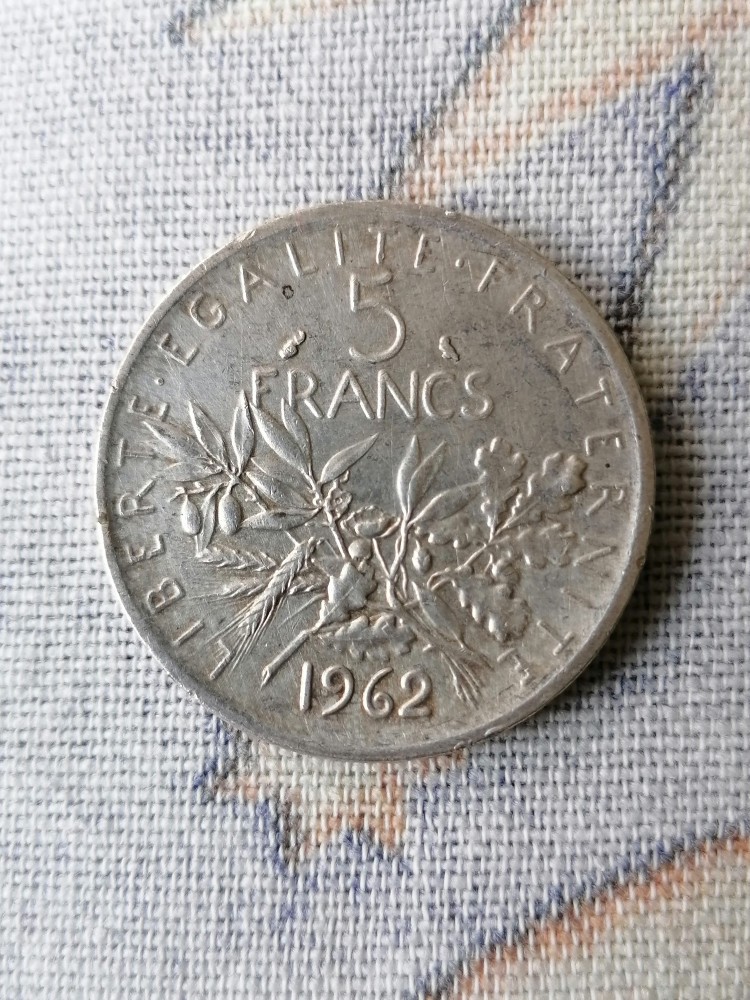 LIBERTE · EGALITE · FRATERNITE
5
FRANCS
1962